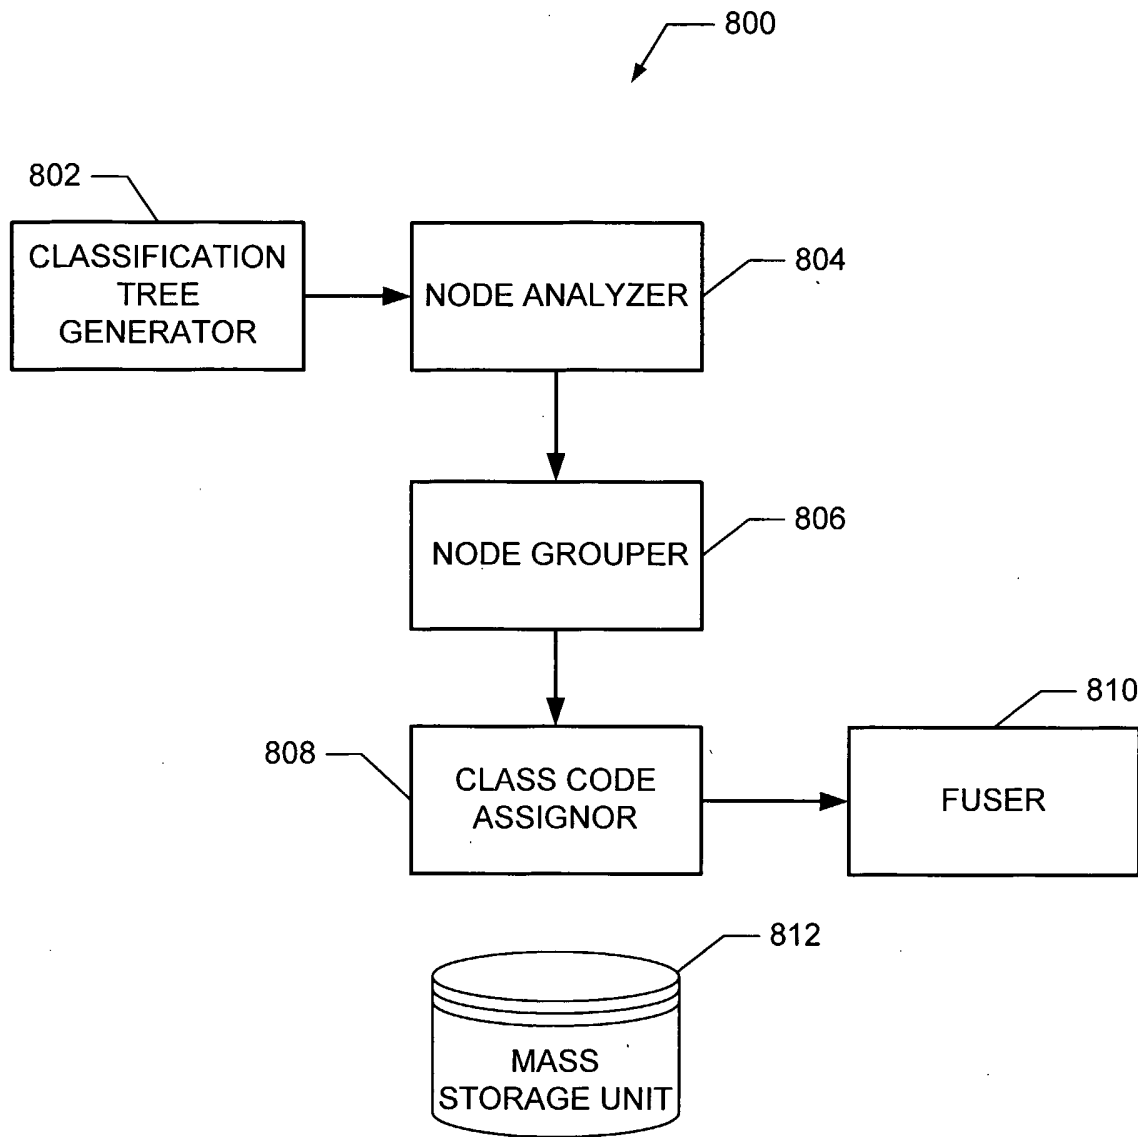 800
802
CLASSIFICATION
TREE
GENERATOR
NODE ANALYZER
804
NODE GROUPER
806
808
CLASS CODE
ASSIGNOR
810
FUSER
812
MASS
STORAGE UNIT